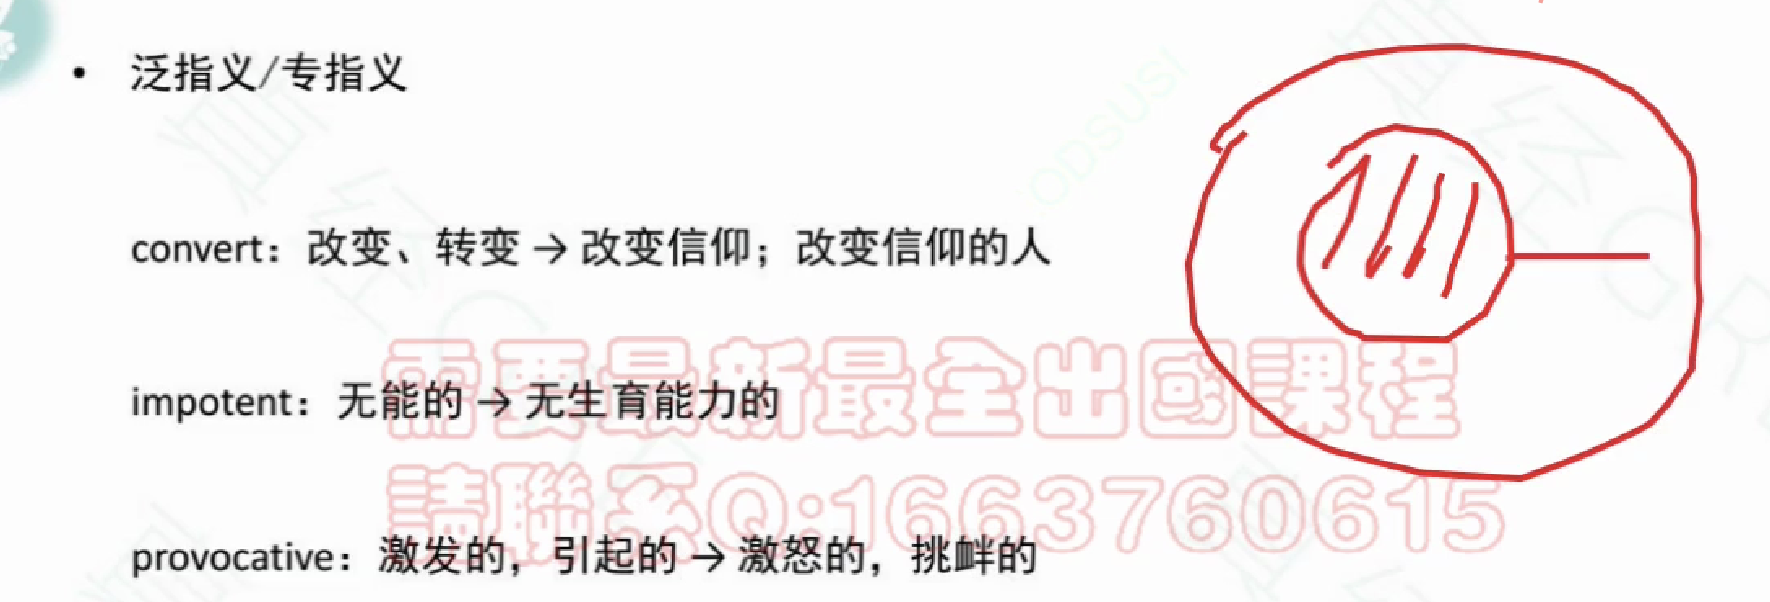 • 泛指义/专指义
ODSUSI
convert：改变、转变 → 改变信仰；改变信仰的人
需要最新最全出國課程
impotent：无能的 → 无生育能力的
請聯系Q:1663760615
provocative：激发的，引起的 → 激怒的，挑衅的